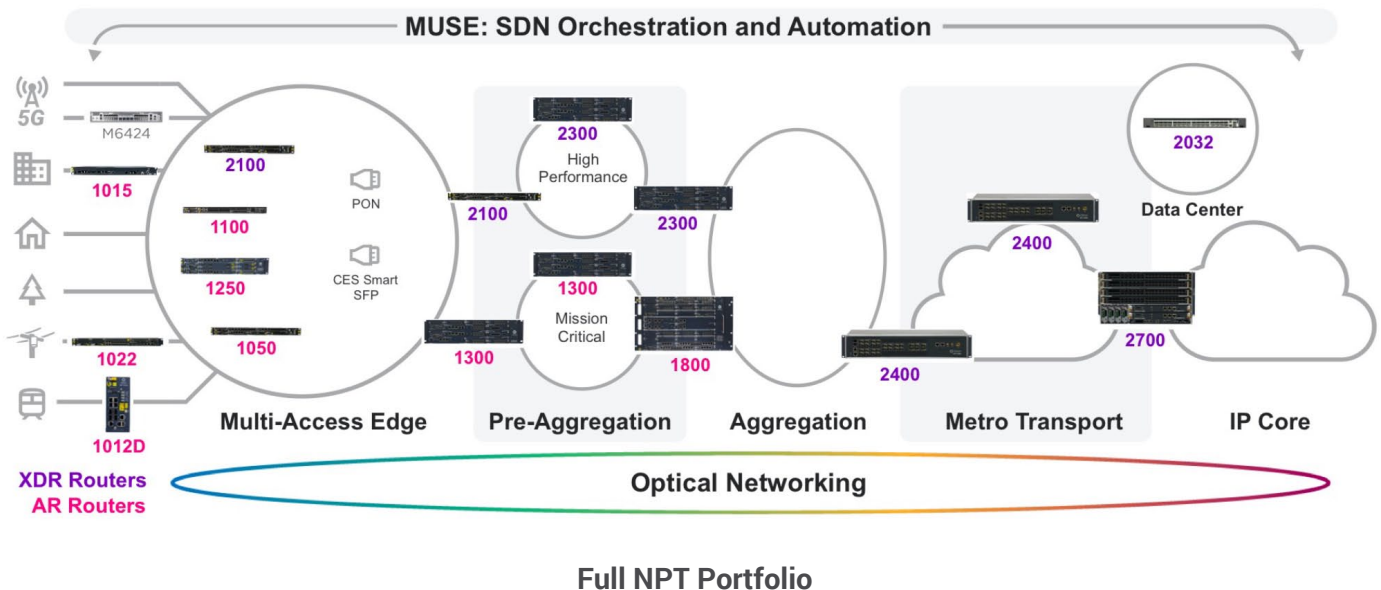 MUSE: SDN Orchestration and Automation
5G
M6424
1015
1022
1012D
2100
1100
1250
1050
PON
CES Smart
SFP
Multi-Access Edge
2100
1300
2300
High
Performance
2300
1300
Mission
Critical
1800
Pre-Aggregation
Aggregation
2400
2400
Metro Transport
2700
2032
Data Center
IP Core
XDR Routers
AR Routers
Optical Networking
Full NPT Portfolio